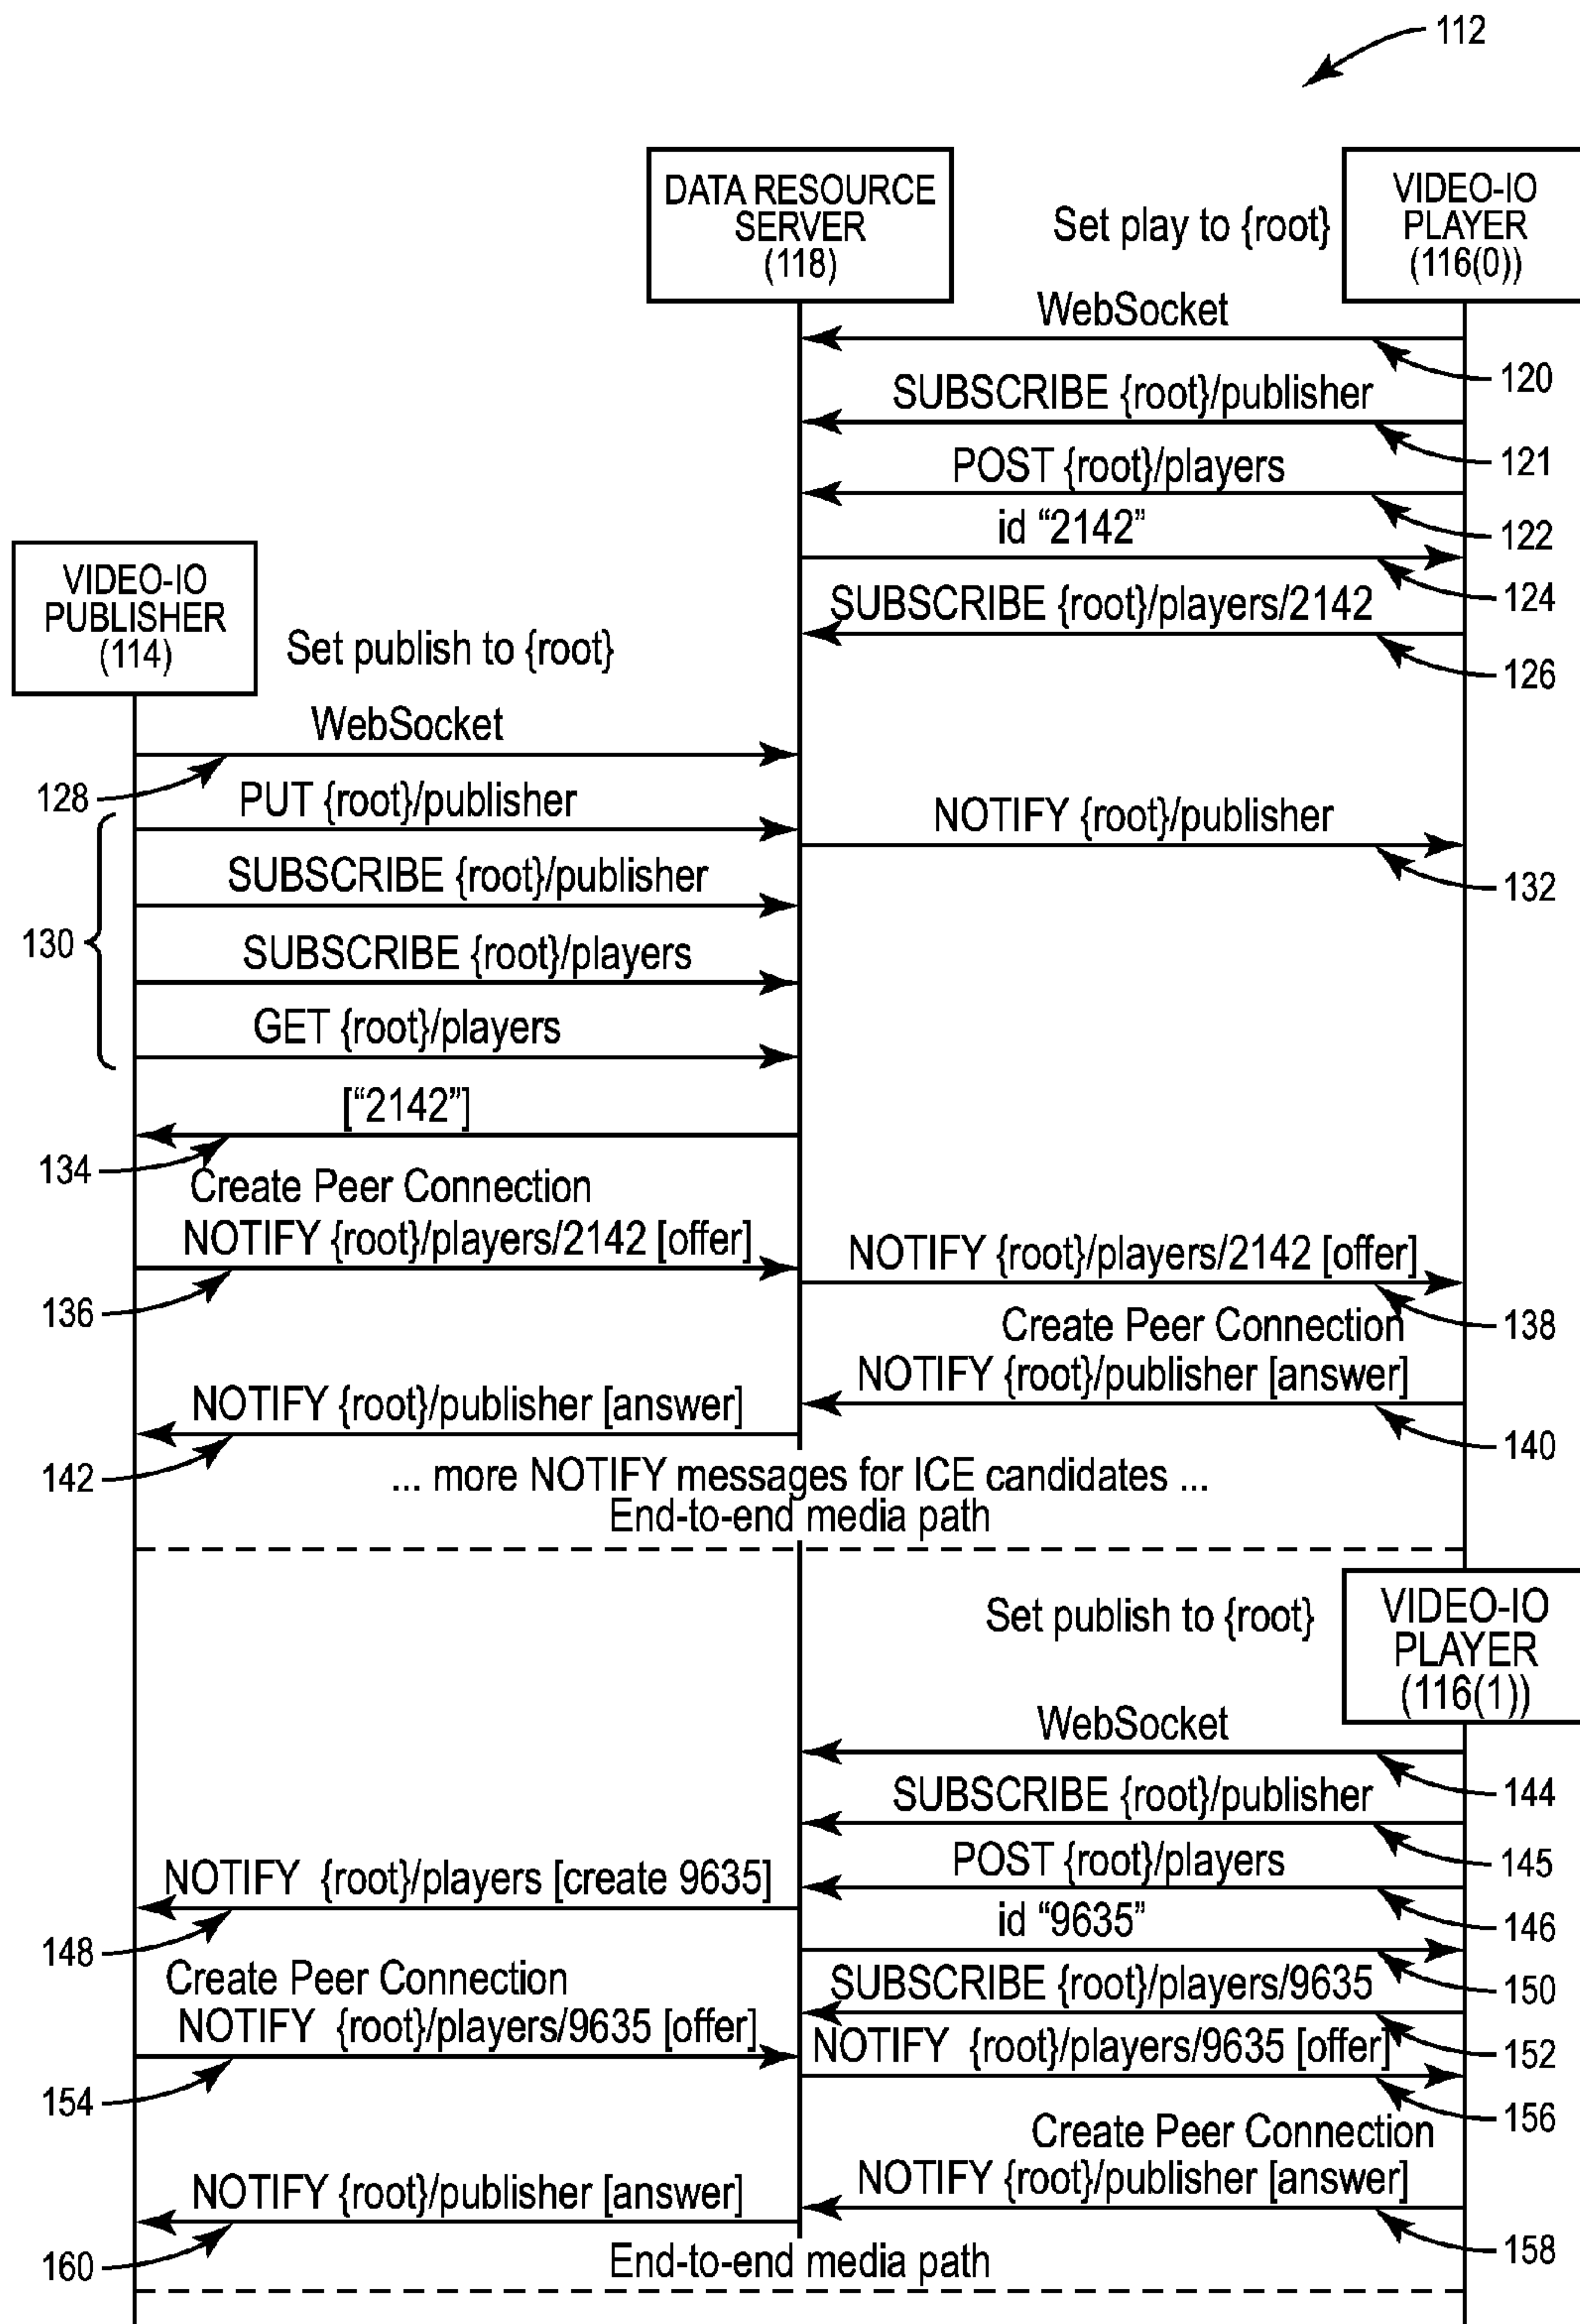 112
DATA RESOURCE
SERVER
(118)
Set play to {root}
VIDEO-IO
PLAYER
(116(0))
WebSocket
120
SUBSCRIBE {root}/publisher
121
POST {root}/players
122
id “2142”
124
SUBSCRIBE {root}/players/2142
126
VIDEO-IO
PUBLISHER
(114)
Set publish to {root}
WebSocket
128
PUT {root}/publisher
NOTIFY {root}/publisher
132
SUBSCRIBE {root}/publisher
130
SUBSCRIBE {root}/players
GET {root}/players
[“2142”]
134
Create Peer Connection
NOTIFY {root}/players/2142 [offer]
136
NOTIFY {root}/players/2142 [offer]
138
Create Peer Connection
NOTIFY {root}/publisher [answer]
140
NOTIFY {root}/publisher [answer]
142
... more NOTIFY messages for ICE candidates ...
End-to-end media path
Set publish to {root}
VIDEO-IO
PLAYER
(116(1))
WebSocket
144
SUBSCRIBE {root}/publisher
145
POST {root}/players
146
NOTIFY {root}/players [create 9635]
148
id “9635”
150
Create Peer Connection
SUBSCRIBE {root}/players/9635
152
NOTIFY {root}/players/9635 [offer]
154
NOTIFY {root}/players/9635 [offer]
156
Create Peer Connection
NOTIFY {root}/publisher [answer]
158
NOTIFY {root}/publisher [answer]
160
End-to-end media path